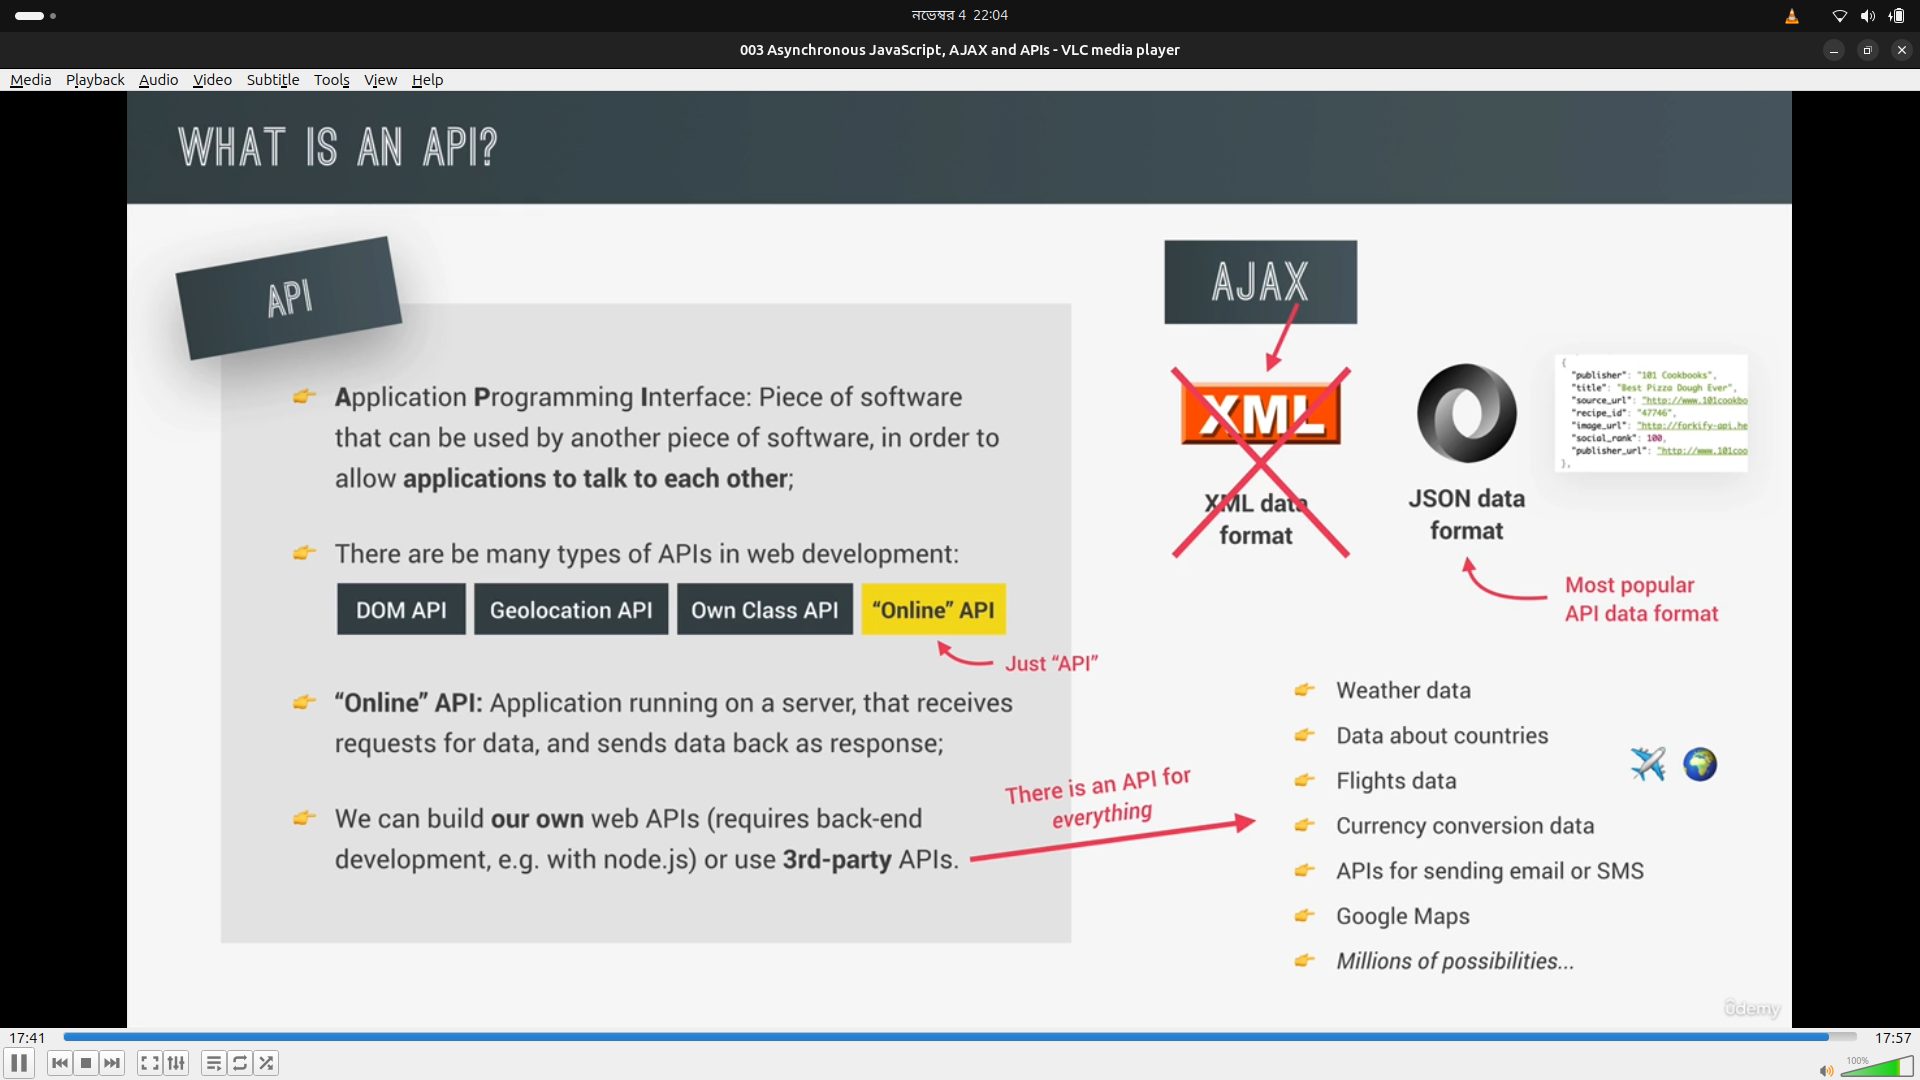 নভেম্বর 4 22:04
003 Asynchronous JavaScript, AJAX and APIs - VLC media player
Media Playback Audio Video Subtitle Tools View Help
WHAT IS AN API?
API
Application Programming Interface: Piece of software
that can be used by another piece of software, in order to
allow applications to talk to each other;
There are be many types of APIs in web development:
DOM API Geolocation API Own Class API “Online” API
Just “API”
“Online” API: Application running on a server, that receives
requests for data, and sends data back as response;
We can build our own web APIs (requires back-end
development, e.g. with node.js) or use 3rd-party APIs.
There is an API for
everything
AJAX
XML
XML data
format
JSON data
format
{
"publisher": "101 Cookbooks",
"title": "Best Pizza Dough Ever",
"source_url": "http://www.101cookbo
"recipe_id": "47746",
"image_url": "http://forkify-api.he
"social_rank": 100,
"publisher_url": "http://www.101coo
},
Most popular
API data format
Weather data
Data about countries
Flights data
Currency conversion data
APIs for sending email or SMS
Google Maps
Millions of possibilities...
ûdemy
17:41 17:57
100%